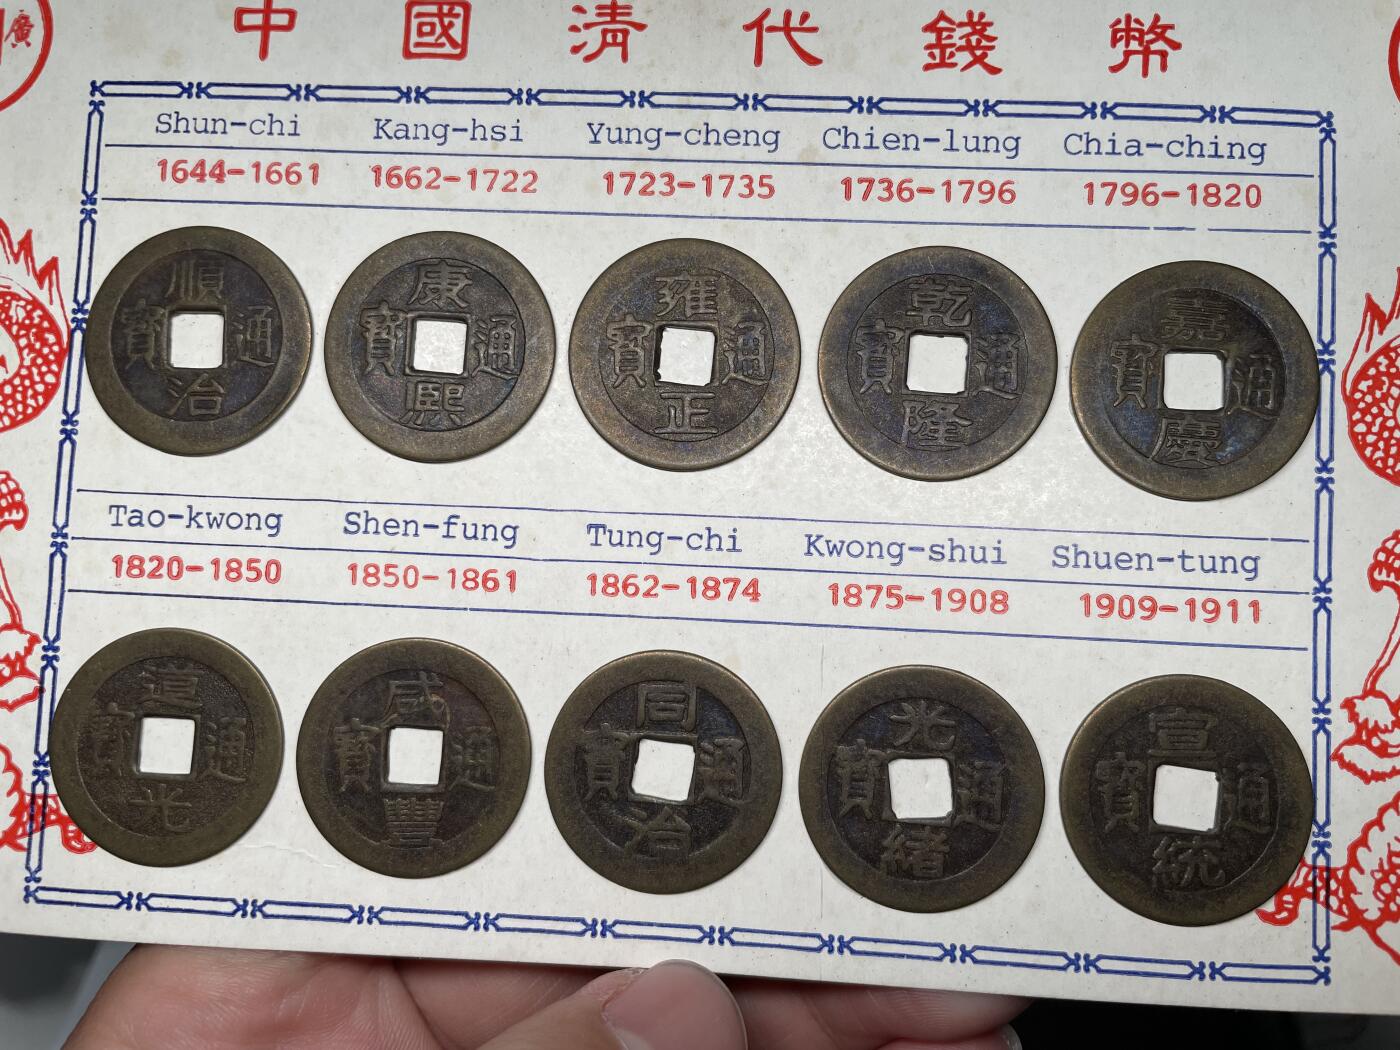 中國清代錢幣
廣
Shun-chi Kang-hsi Yung-cheng Chien-lung Chia-ching
1644-1661 1662-1722 1723-1735 1736-1796 1796-1820
順治通寶 康熙通寶 雍正通寶 乾隆通寶 嘉慶通寶
Tao-kwong Shen-fung Tung-chi Kwong-shui Shuen-tung
1820-1850 1850-1861 1862-1874 1875-1908 1909-1911
道光通寶 咸豐通寶 同治通寶 光緒通寶 宣統通寶